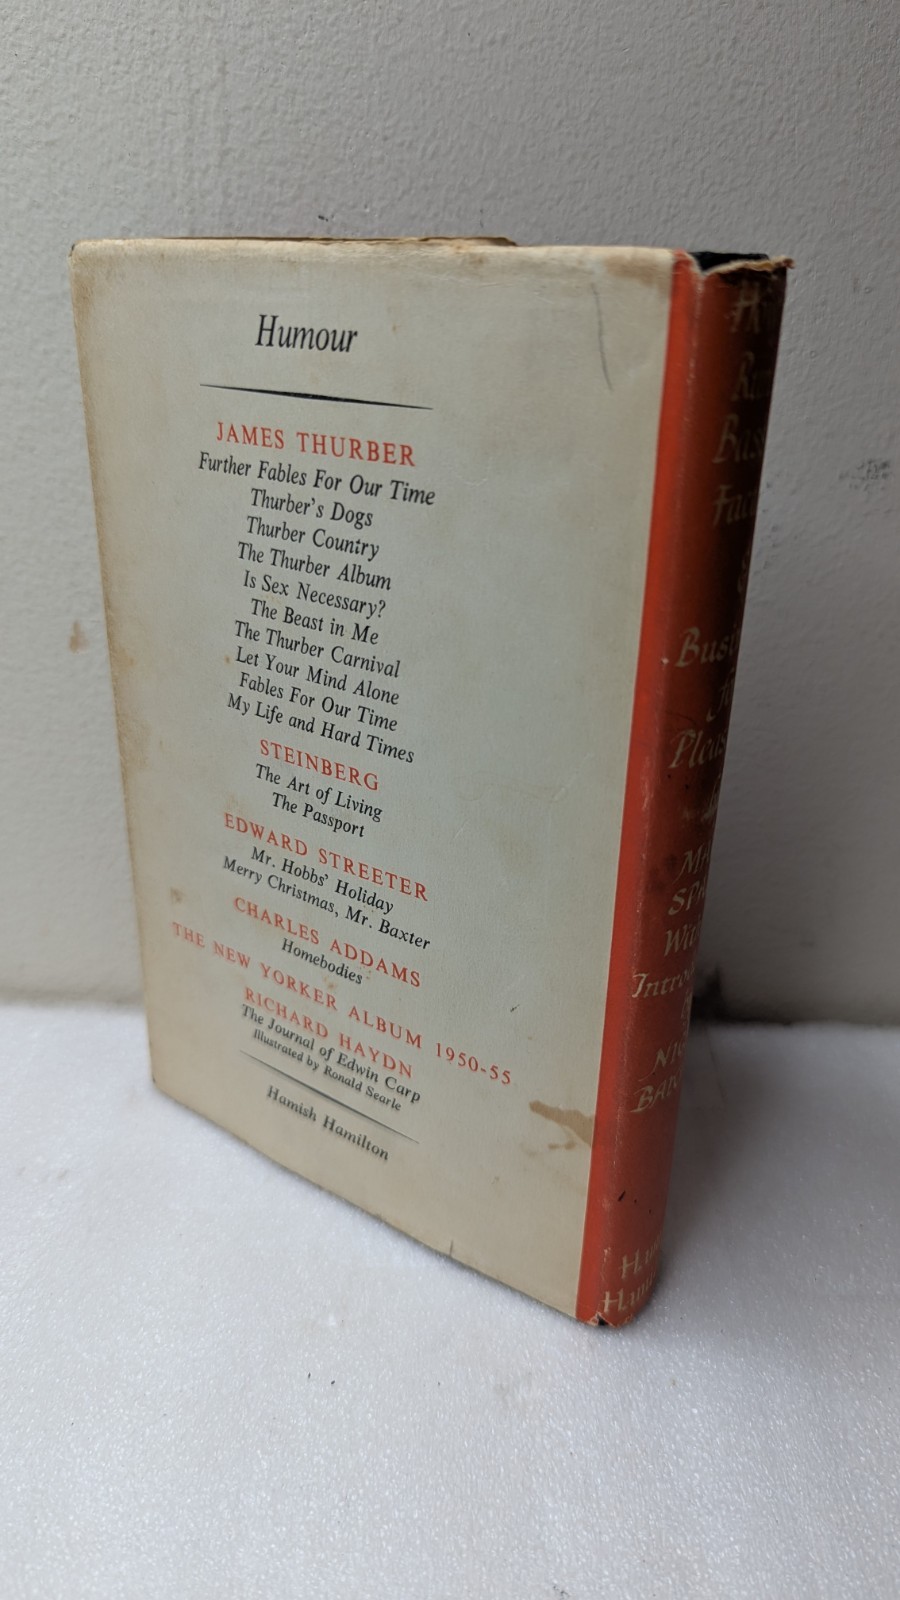 Humour
JAMES THURBER
Further Fables For Our Time
Thurber's Dogs
Thurber Country
The Thurber Album
Is Sex Necessary?
The Beast in Me
The Thurber Carnival
Let Your Mind Alone
Fables For Our Time
My Life and Hard Times
STEINBERG
The Art of Living
The Passport
EDWARD STREETER
Mr. Hobbs' Holiday
Merry Christmas, Mr. Baxter
CHARLES ADDAMS
Homebodies
THE NEW YORKER ALBUM 1950-55
RICHARD HAYDN
The Journal of Edwin Carp
Illustrated by Ronald Searle
Hamish Hamilton